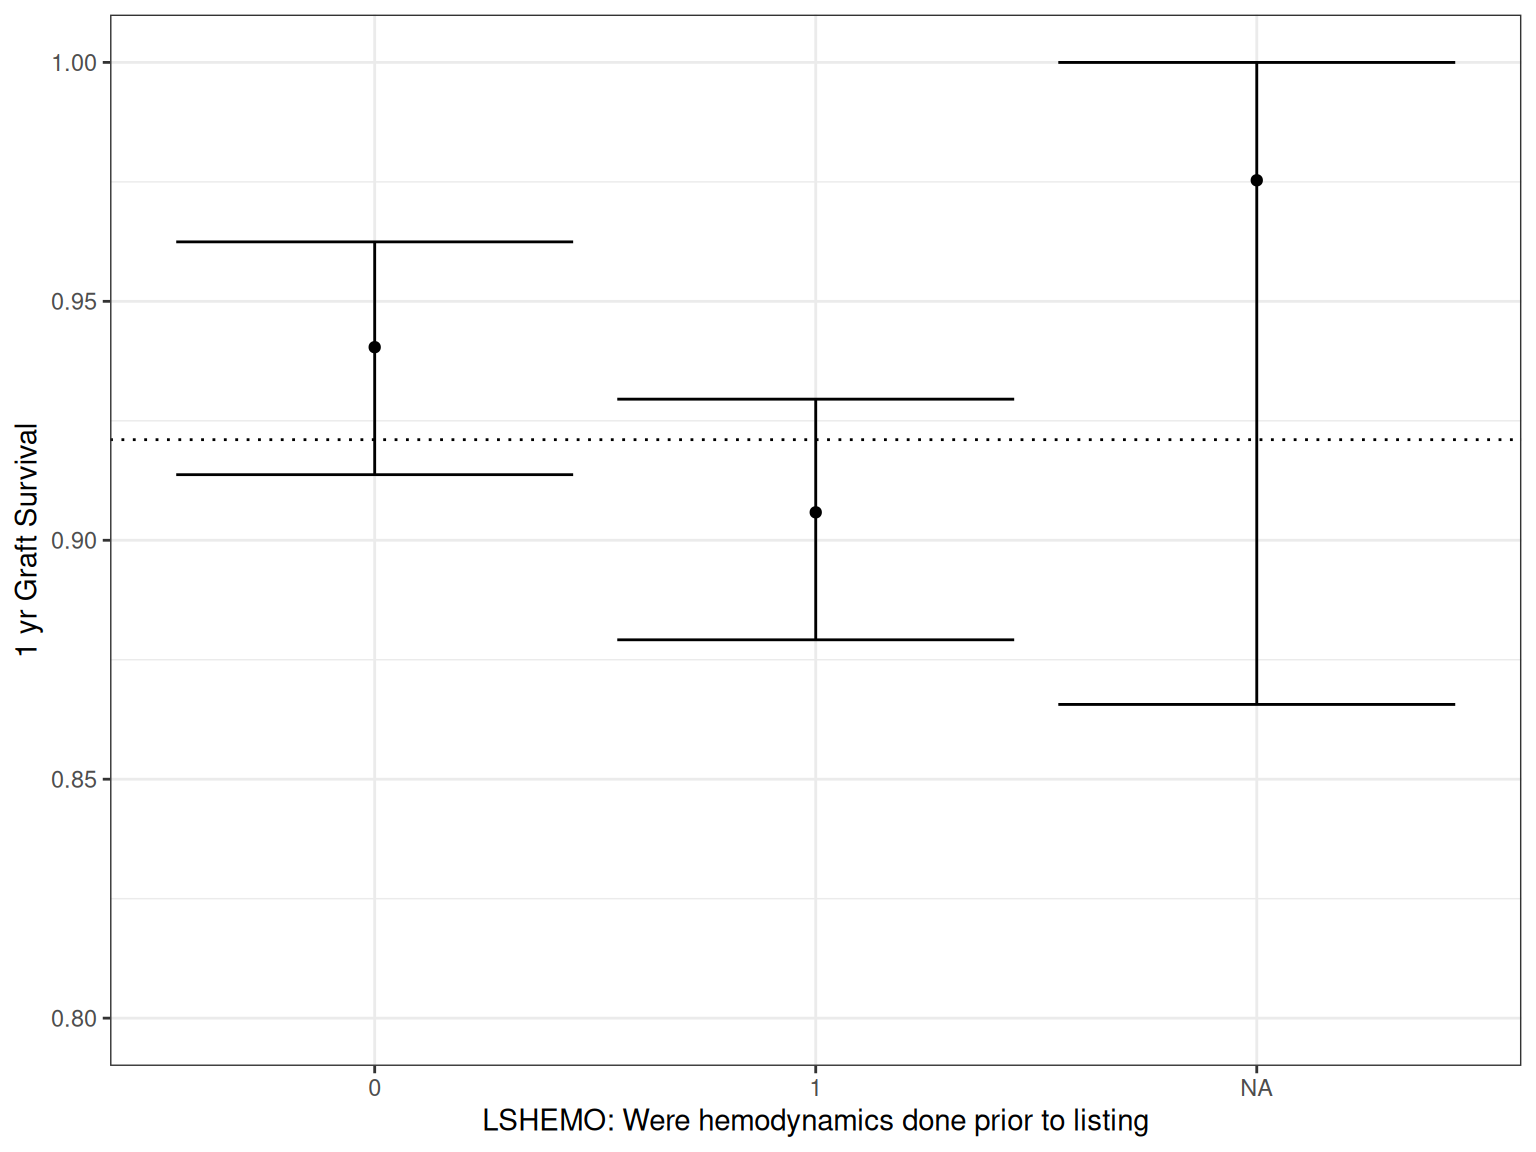 1.00
0.95
0.90
0.85
0.80
1 yr Graft Survival
0
1
NA
LSHEMO: Were hemodynamics done prior to listing